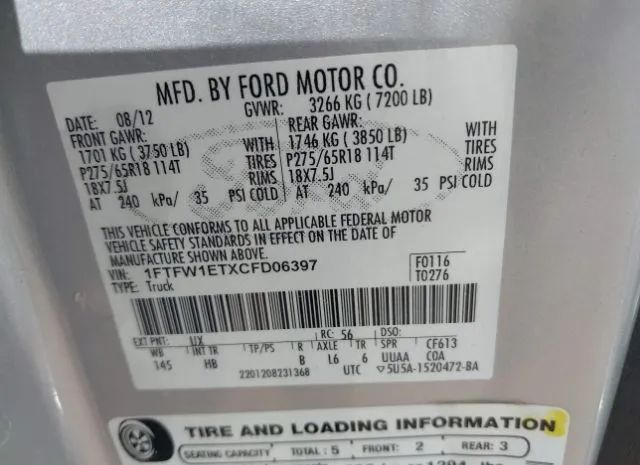 MFD. BY FORD MOTOR CO.
DATE: 08/12 GVWR: 3266 KG ( 7200 LB)
FRONT GAWR: REAR GAWR:
1701 KG ( 3750 LB) WITH 1746 KG ( 3850 LB) WITH
P275/65R18 114T TIRES P275/65R18 114T TIRES
18X7.5J RIMS 18X7.5J RIMS
AT 240 kPa/ 35 PSI COLD AT 240 kPa/ 35 PSI COLD
THIS VEHICLE CONFORMS TO ALL APPLICABLE FEDERAL MOTOR
VEHICLE SAFETY STANDARDS IN EFFECT ON THE DATE OF
MANUFACTURE SHOWN ABOVE.
VIN: 1FTFW1ETXCFD06397 F0116
TYPE: Truck T0276
EXT PNT: UX RC: 56 DSO:
WB INT TR TP/PS R AXLE TR SPR CF613
145 HB B L6 6 UUAA COA
2201208231368 UTC 5U5A-1520472-BA
TIRE AND LOADING INFORMATION
SEATING CAPACITY TOTAL : 5 FRONT: 2 REAR: 3